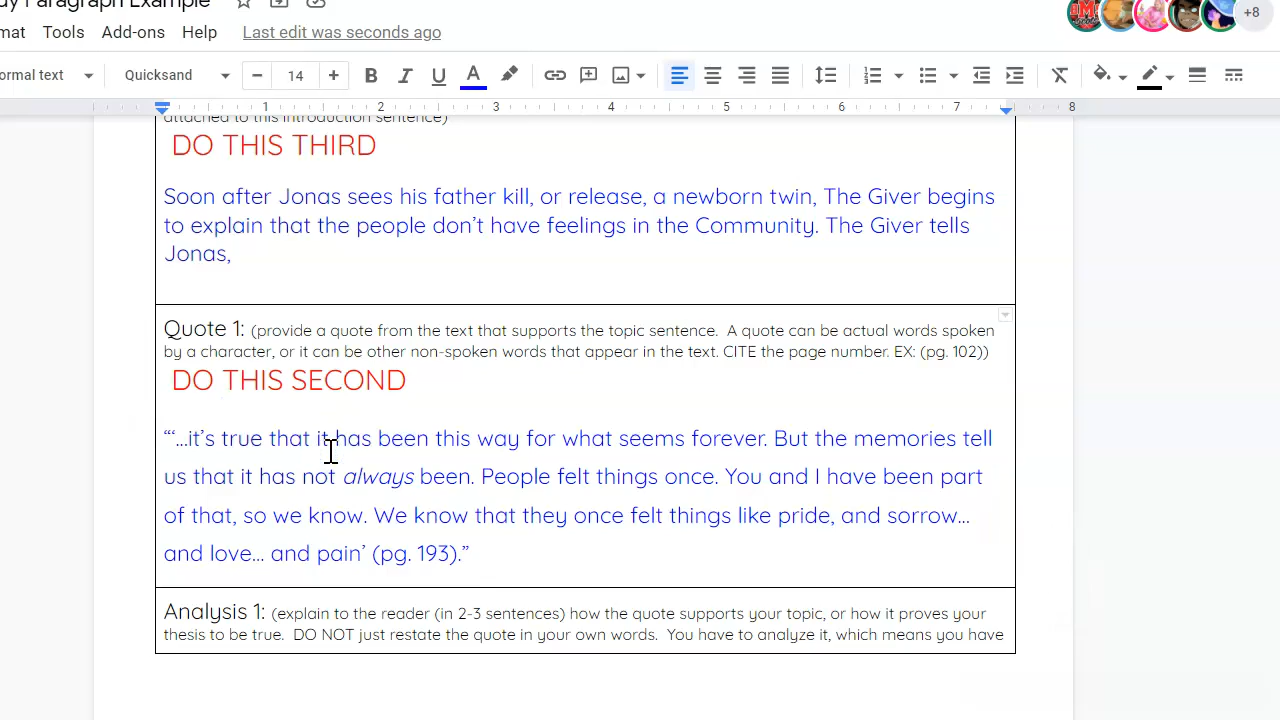 dy Paragraph Example
mat Tools Add-ons Help Last edit was seconds ago
+8
ormal text Quicksand − 14 + B I U A
1 2 3 4 5 6 7 8
attached to this introduction sentence)
DO THIS THIRD
Soon after Jonas sees his father kill, or release, a newborn twin, The Giver begins
to explain that the people don’t have feelings in the Community. The Giver tells
Jonas,
Quote 1: (provide a quote from the text that supports the topic sentence. A quote can be actual words spoken
by a character, or it can be other non-spoken words that appear in the text. CITE the page number. EX: (pg. 102))
DO THIS SECOND
“‘…it’s true that it has been this way for what seems forever. But the memories tell
us that it has not always been. People felt things once. You and I have been part
of that, so we know. We know that they once felt things like pride, and sorrow…
and love… and pain’ (pg. 193).”
Analysis 1: (explain to the reader (in 2-3 sentences) how the quote supports your topic, or how it proves your
thesis to be true. DO NOT just restate the quote in your own words. You have to analyze it, which means you have